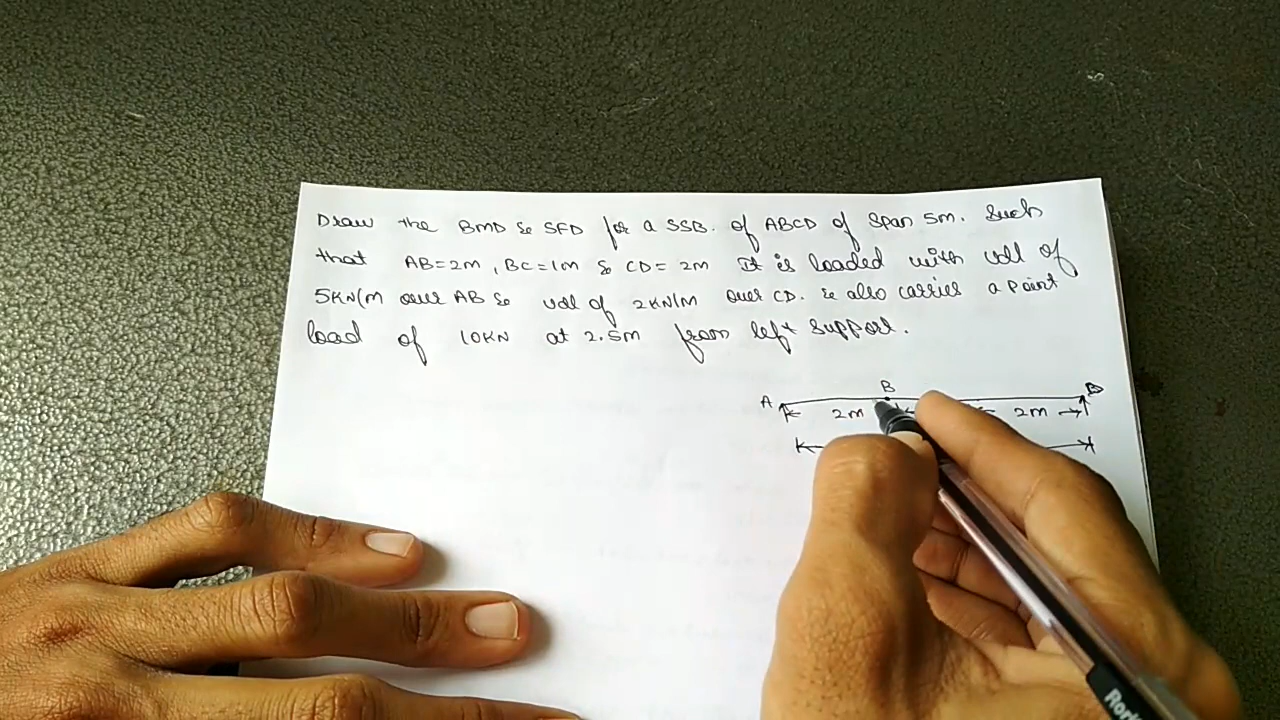 Draw the BMD & SFD for a SSB. of ABCD of Span 5m. Such
that AB=2m, BC=1m & CD= 2m It is loaded with udl of
5KN/m over AB & udl of 2KN/M over CD. & also carries a point
load of 10KN at 2.5m from left support.
A B D
2m 2m